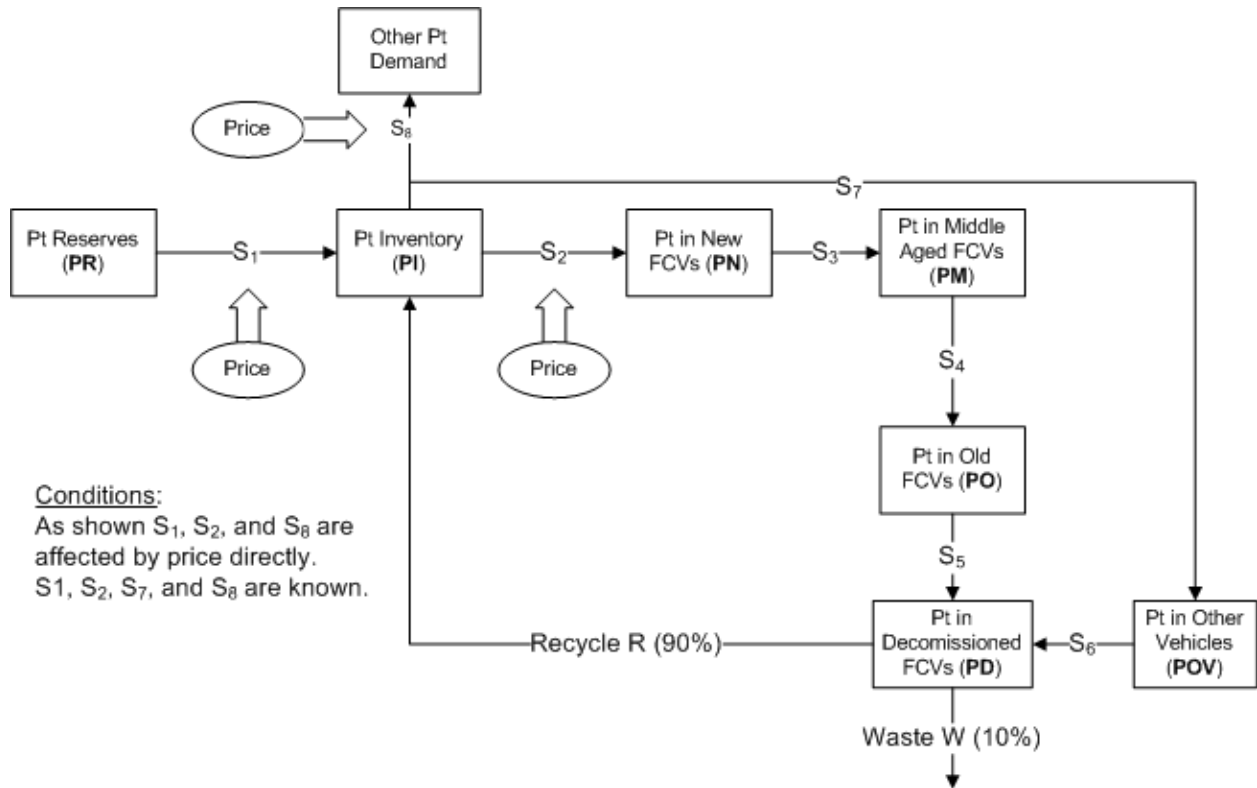 Other Pt
Demand
Price
S₈
S₇
Pt Reserves
(PR)
S₁
Pt Inventory
(PI)
S₂
Pt in New
FCVs (PN)
S₃
Pt in Middle
Aged FCVs
(PM)
Price
Price
S₄
Pt in Old
FCVs (PO)
Conditions:
As shown S₁, S₂, and S₈ are
affected by price directly.
S1, S₂, S₇, and S₈ are known.
S₅
Recycle R (90%)
Pt in
Decomissioned
FCVs (PD)
S₆
Pt in Other
Vehicles
(POV)
Waste W (10%)